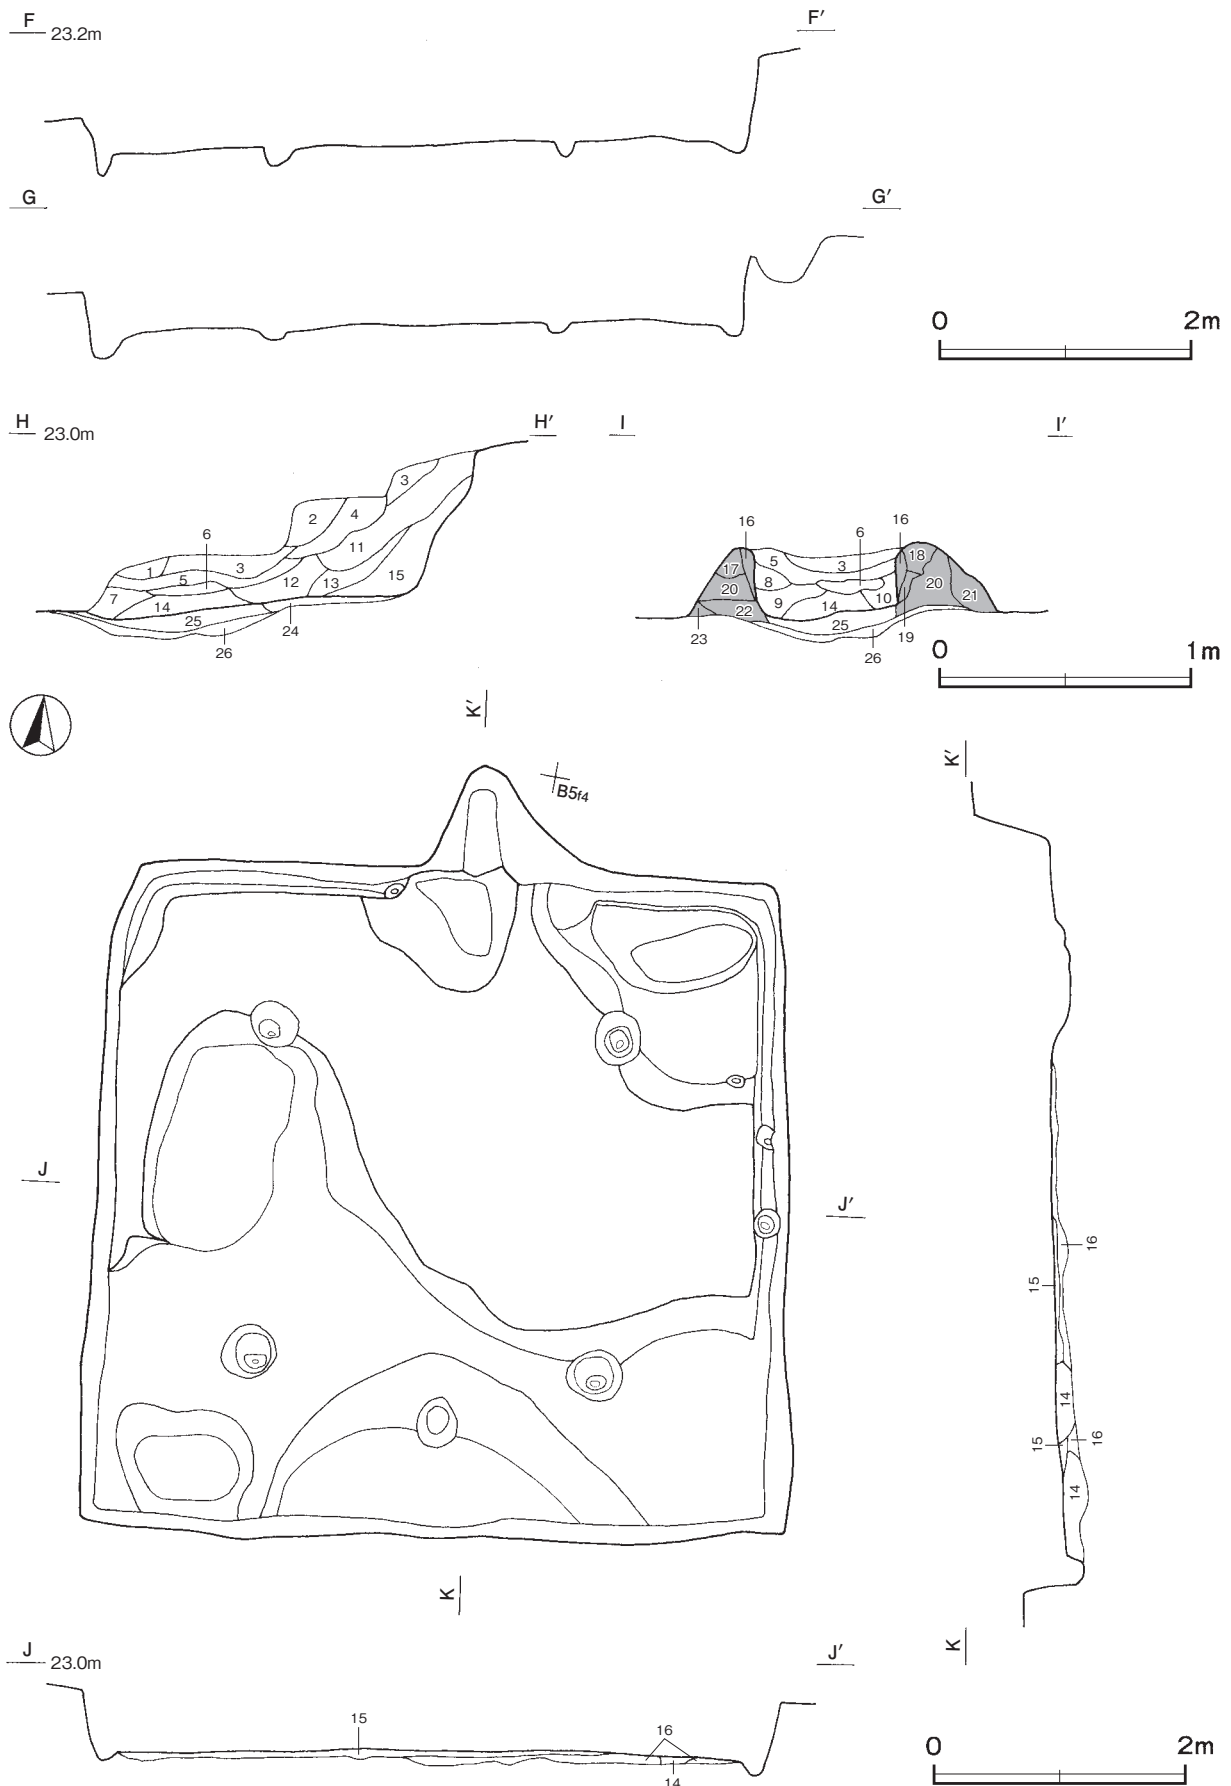 F 23.2m F′
G G′
0 2m
H 23.0m H′ I I′
3
2 4
6 16 6 16
11 5 3 18
1 5 3 12 13 15 17 8 20
7 14 20 9 14 10 21
25 24 22 25
26 23 26 19
0 1m
K′
K′
B5f4
J J′
16
15
14
15 16
14
K
K
J 23.0m J′
15 16
14
0 2m